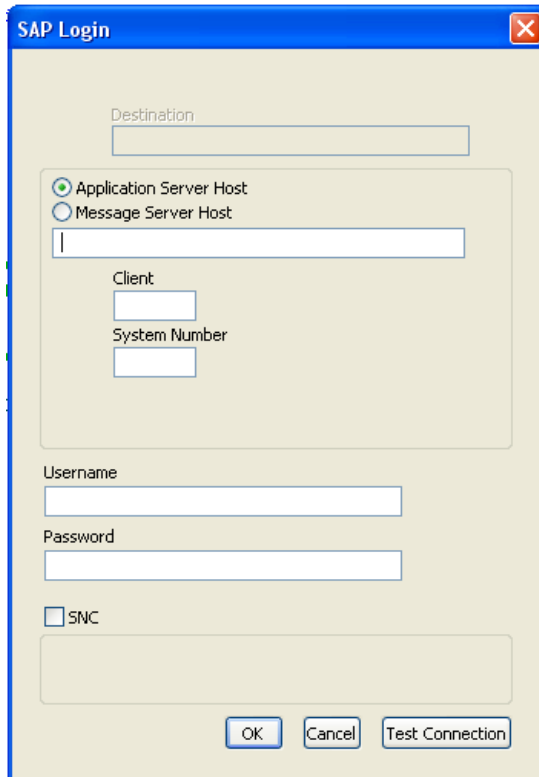 SAP Login
Destination
Application Server Host
Message Server Host
Client
System Number
Username
Password
SNC
OK Cancel Test Connection